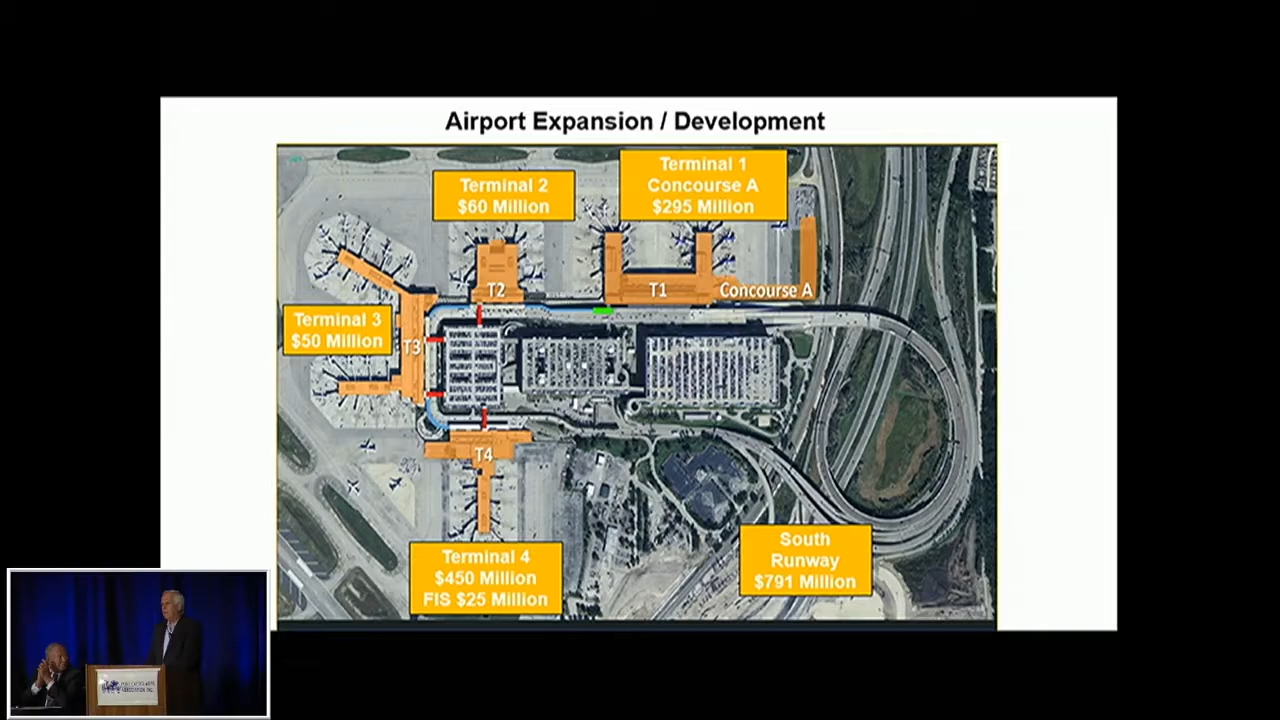 Airport Expansion / Development
Terminal 1
Concourse A
$295 Million
Terminal 2
$60 Million
T2
T1
Concourse A
Terminal 3
$50 Million
T3
T4
South
Runway
$791 Million
Terminal 4
$450 Million
FIS $25 Million